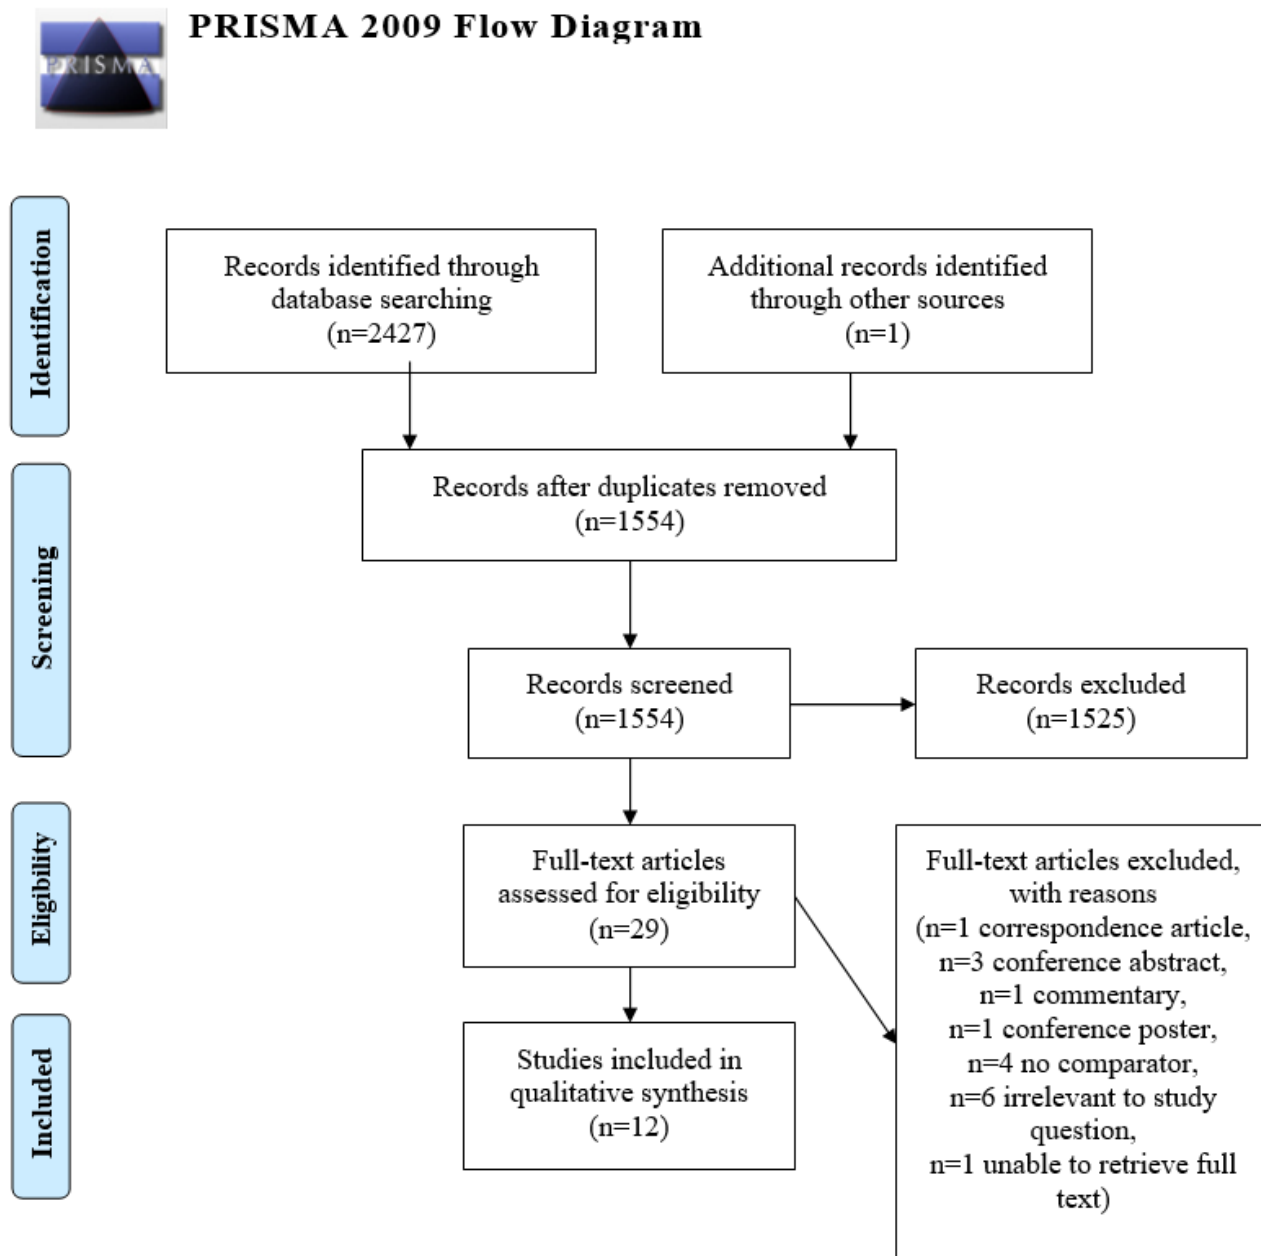 PRISMA 2009 Flow Diagram
PRISMA
Identification
Records identified through
database searching
(n=2427)
Additional records identified
through other sources
(n=1)
Screening
Records after duplicates removed
(n=1554)
Records screened
(n=1554)
Records excluded
(n=1525)
Eligibility
Full-text articles
assessed for eligibility
(n=29)
Full-text articles excluded,
with reasons
(n=1 correspondence article,
n=3 conference abstract,
n=1 commentary,
n=1 conference poster,
n=4 no comparator,
n=6 irrelevant to study
question,
n=1 unable to retrieve full
text)
Included
Studies included in
qualitative synthesis
(n=12)